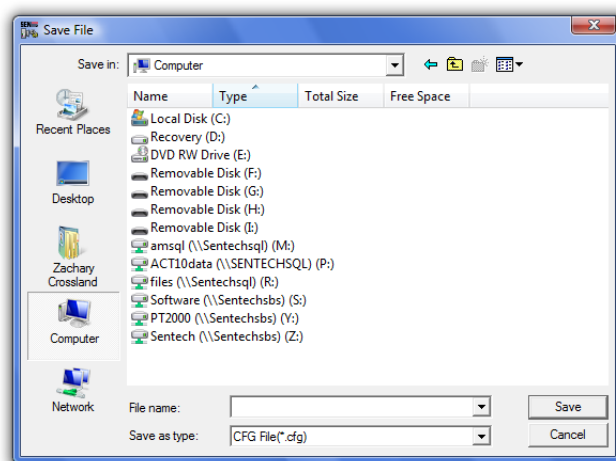 SEN
Save File
Save in: Computer
Name Type Total Size Free Space
Recent Places
Desktop
Zachary
Crossland
Computer
Network
Local Disk (C:)
Recovery (D:)
DVD RW Drive (E:)
Removable Disk (F:)
Removable Disk (G:)
Removable Disk (H:)
Removable Disk (I:)
amsql (\\Sentechsql) (M:)
ACT10data (\\SENTECHSQL) (P:)
files (\\Sentechsql) (R:)
Software (\\Sentechsbs) (S:)
PT2000 (\\Sentechsbs) (Y:)
Sentech (\\Sentechsbs) (Z:)
File name: Save
Save as type: CFG File(*.cfg) Cancel